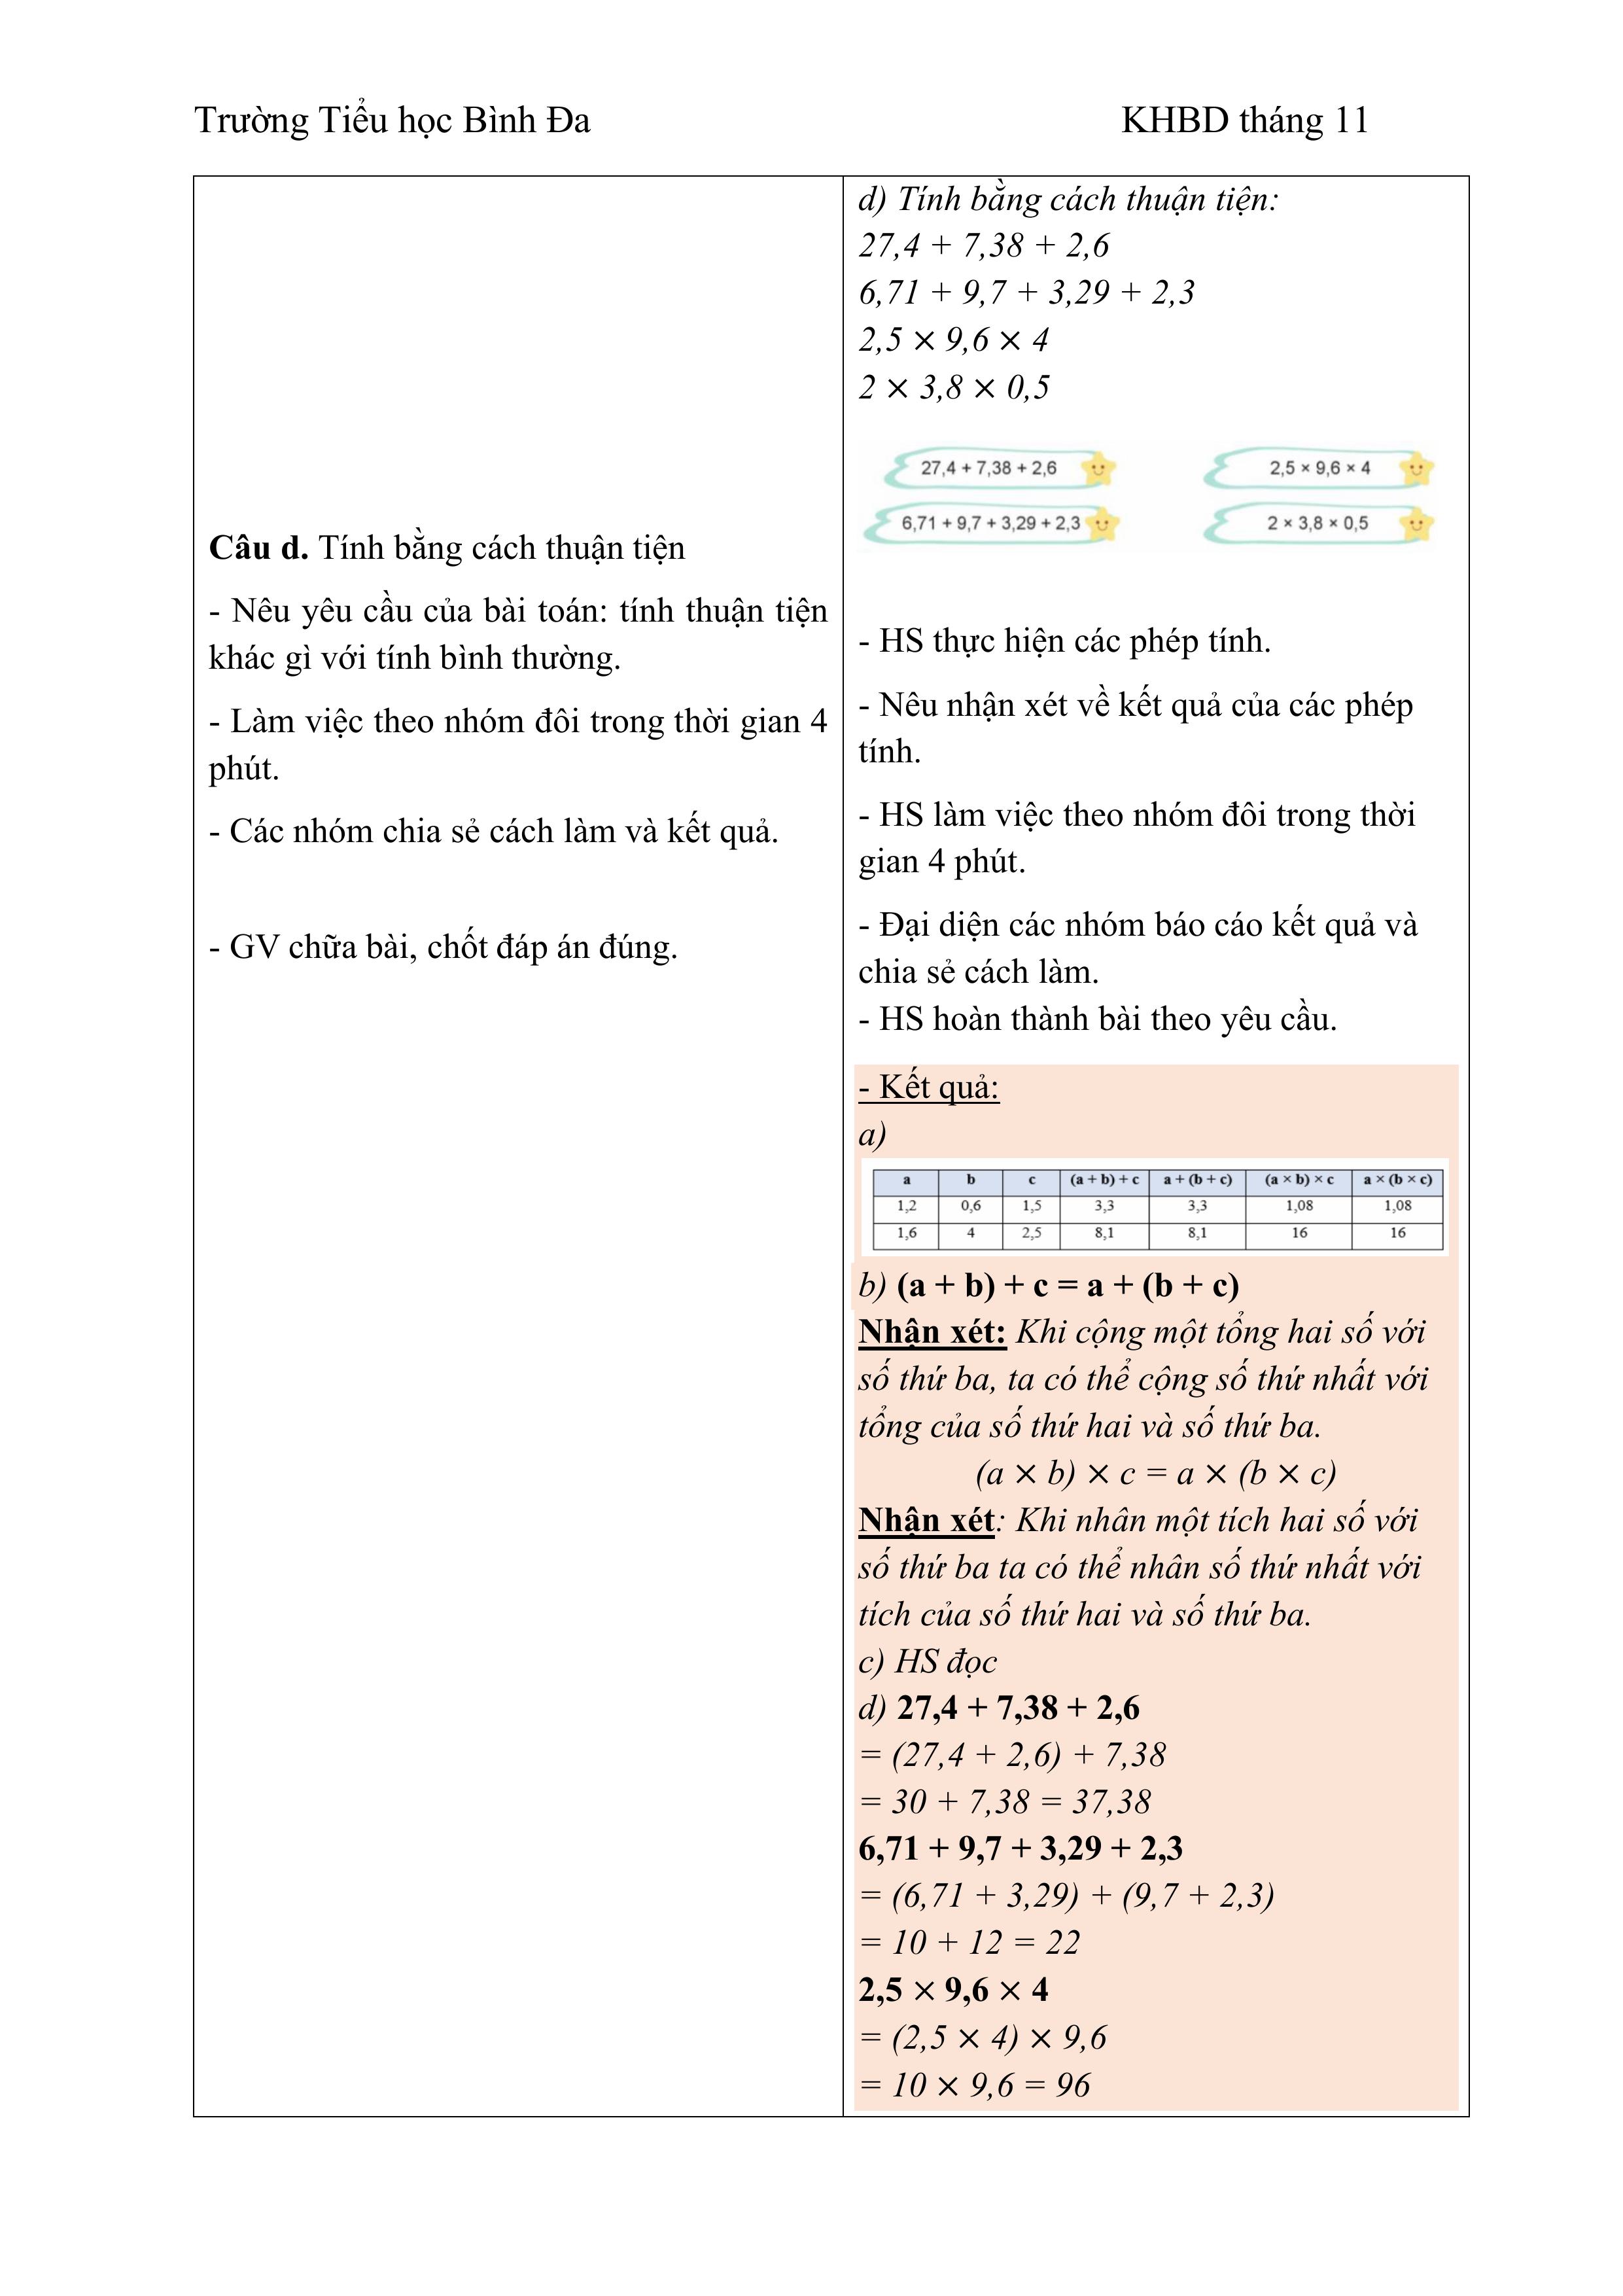 Trường Tiểu học Bình Đa KHBD tháng 11
Câu d. Tính bằng cách thuận tiện
- Nêu yêu cầu của bài toán: tính thuận tiện
khác gì với tính bình thường.
- Làm việc theo nhóm đôi trong thời gian 4
phút.
- Các nhóm chia sẻ cách làm và kết quả.
- GV chữa bài, chốt đáp án đúng.
d) Tính bằng cách thuận tiện:
27,4 + 7,38 + 2,6
6,71 + 9,7 + 3,29 + 2,3
2,5 × 9,6 × 4
2 × 3,8 × 0,5
27,4 + 7,38 + 2,6 2,5 × 9,6 × 4
6,71 + 9,7 + 3,29 + 2,3 2 × 3,8 × 0,5
- HS thực hiện các phép tính.
- Nêu nhận xét về kết quả của các phép
tính.
- HS làm việc theo nhóm đôi trong thời
gian 4 phút.
- Đại diện các nhóm báo cáo kết quả và
chia sẻ cách làm.
- HS hoàn thành bài theo yêu cầu.
- Kết quả:
a)
a b c (a + b) + c a + (b + c) (a × b) × c a × (b × c)
1,2 0,6 1,5 3,3 3,3 1,08 1,08
1,6 4 2,5 8,1 8,1 16 16
b) (a + b) + c = a + (b + c)
Nhận xét: Khi cộng một tổng hai số với
số thứ ba, ta có thể cộng số thứ nhất với
tổng của số thứ hai và số thứ ba.
(a × b) × c = a × (b × c)
Nhận xét: Khi nhân một tích hai số với
số thứ ba ta có thể nhân số thứ nhất với
tích của số thứ hai và số thứ ba.
c) HS đọc
d) 27,4 + 7,38 + 2,6
= (27,4 + 2,6) + 7,38
= 30 + 7,38 = 37,38
6,71 + 9,7 + 3,29 + 2,3
= (6,71 + 3,29) + (9,7 + 2,3)
= 10 + 12 = 22
2,5 × 9,6 × 4
= (2,5 × 4) × 9,6
= 10 × 9,6 = 96